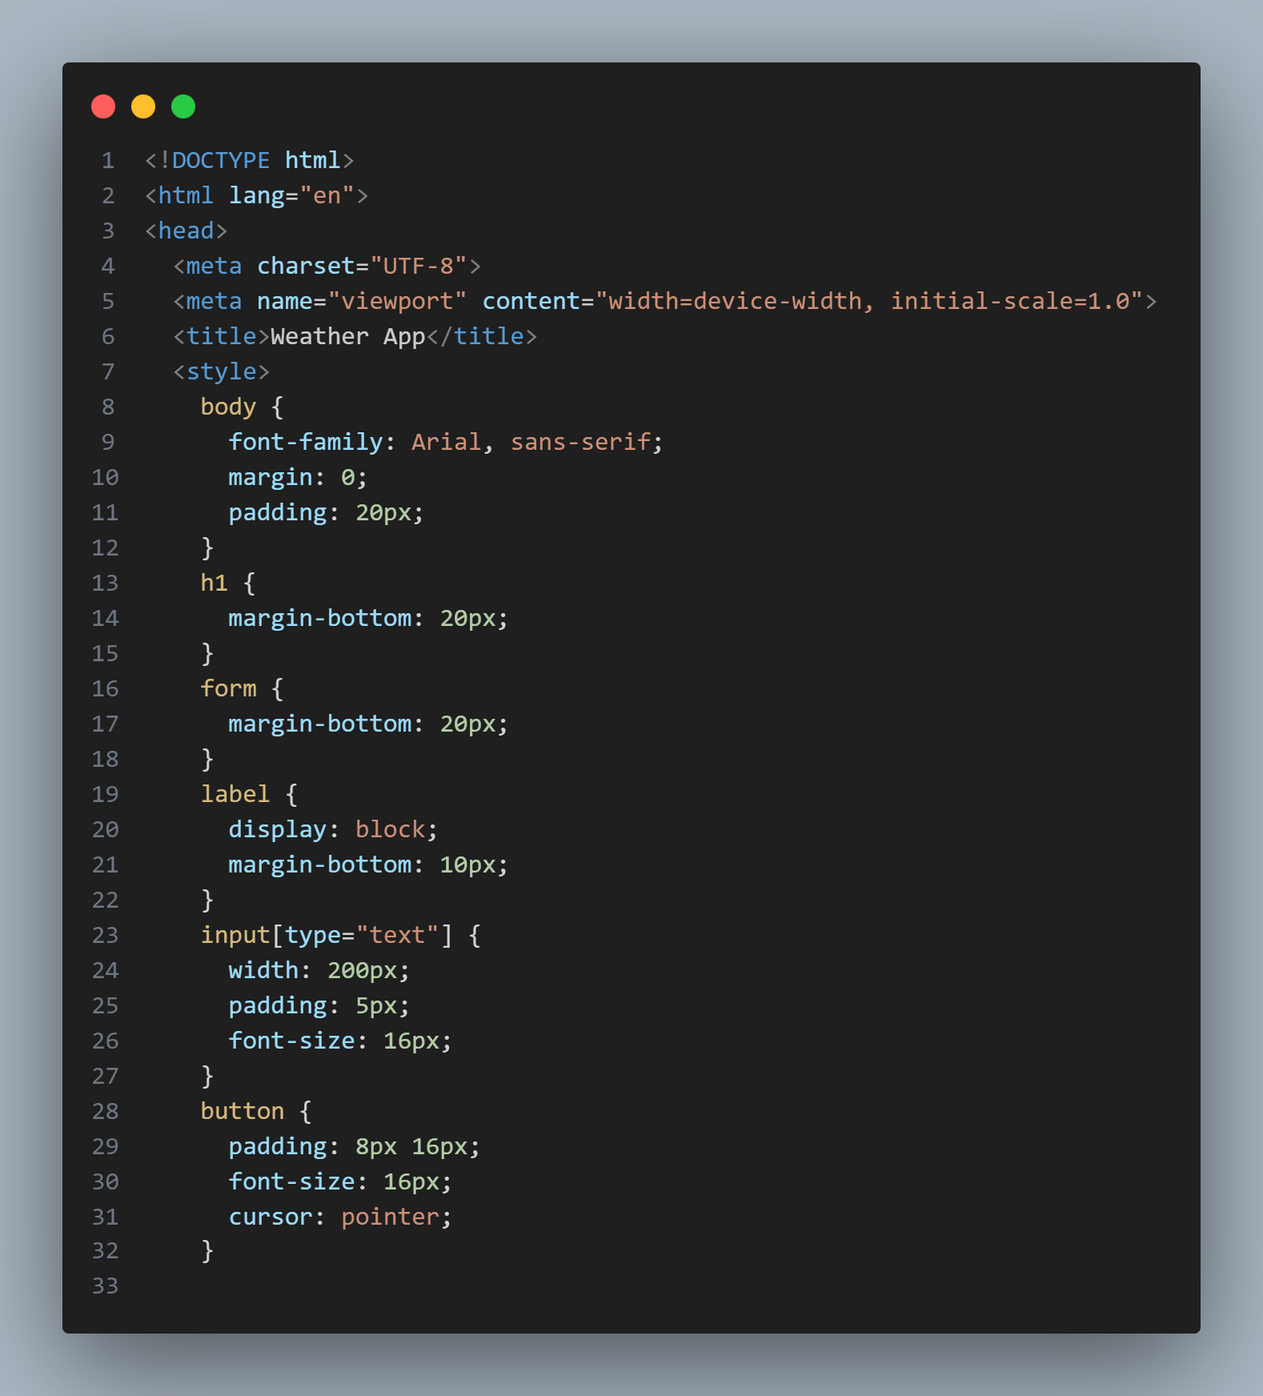 1 <!DOCTYPE html>
2 <html lang="en">
3 <head>
4   <meta charset="UTF-8">
5   <meta name="viewport" content="width=device-width, initial-scale=1.0">
6   <title>Weather App</title>
7   <style>
8     body {
9       font-family: Arial, sans-serif;
10       margin: 0;
11       padding: 20px;
12     }
13     h1 {
14       margin-bottom: 20px;
15     }
16     form {
17       margin-bottom: 20px;
18     }
19     label {
20       display: block;
21       margin-bottom: 10px;
22     }
23     input[type="text"] {
24       width: 200px;
25       padding: 5px;
26       font-size: 16px;
27     }
28     button {
29       padding: 8px 16px;
30       font-size: 16px;
31       cursor: pointer;
32     }
33